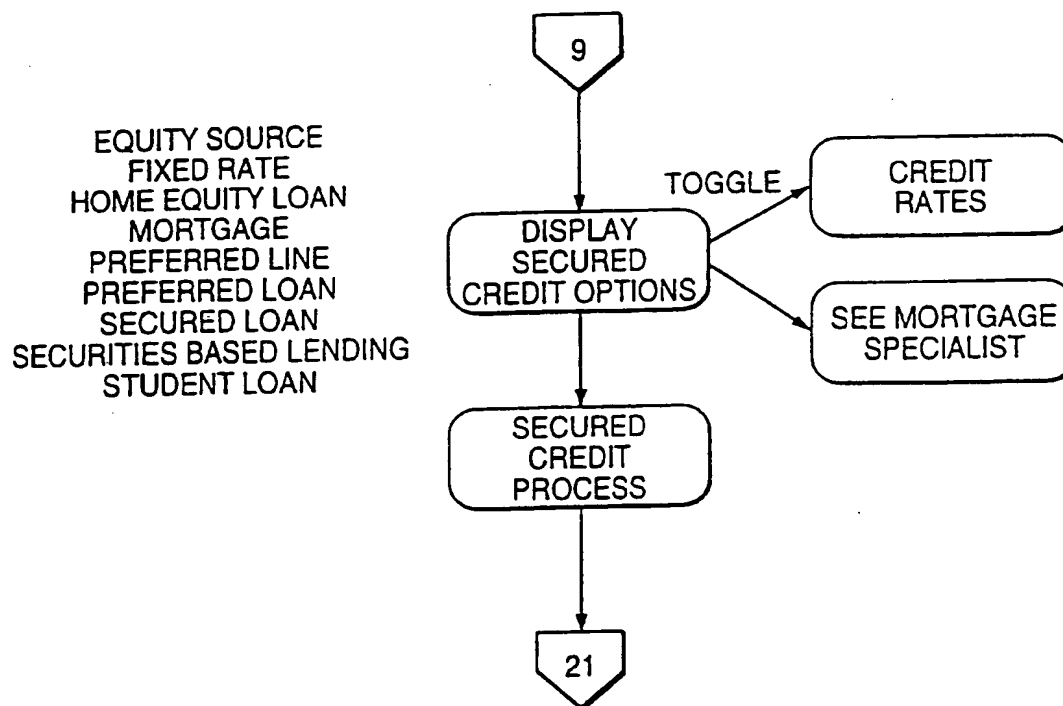 9
EQUITY SOURCE
FIXED RATE
HOME EQUITY LOAN
MORTGAGE
PREFERRED LINE
PREFERRED LOAN
SECURED LOAN
SECURITIES BASED LENDING
STUDENT LOAN
DISPLAY
SECURED
CREDIT OPTIONS
TOGGLE
CREDIT
RATES
SEE MORTGAGE
SPECIALIST
SECURED
CREDIT
PROCESS
21